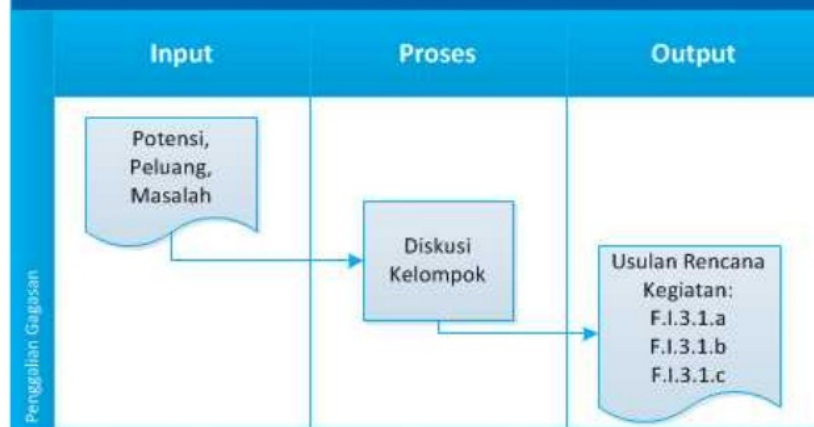 Input
Proses
Output
Penggalian Gagasan
Potensi,
Peluang,
Masalah
Diskusi
Kelompok
Usulan Rencana
Kegiatan:
F.I.3.1.a
F.I.3.1.b
F.I.3.1.c